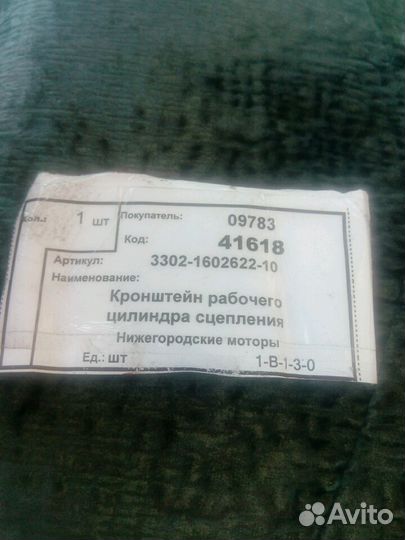 Кол.: 1 шт Покупатель: 09783
Код: 41618
Артикул: 3302-1602622-10
Наименование:
Кронштейн рабочего
цилиндра сцепления
Нижегородские моторы
Ед.: шт 1-В-1-3-0
Avito